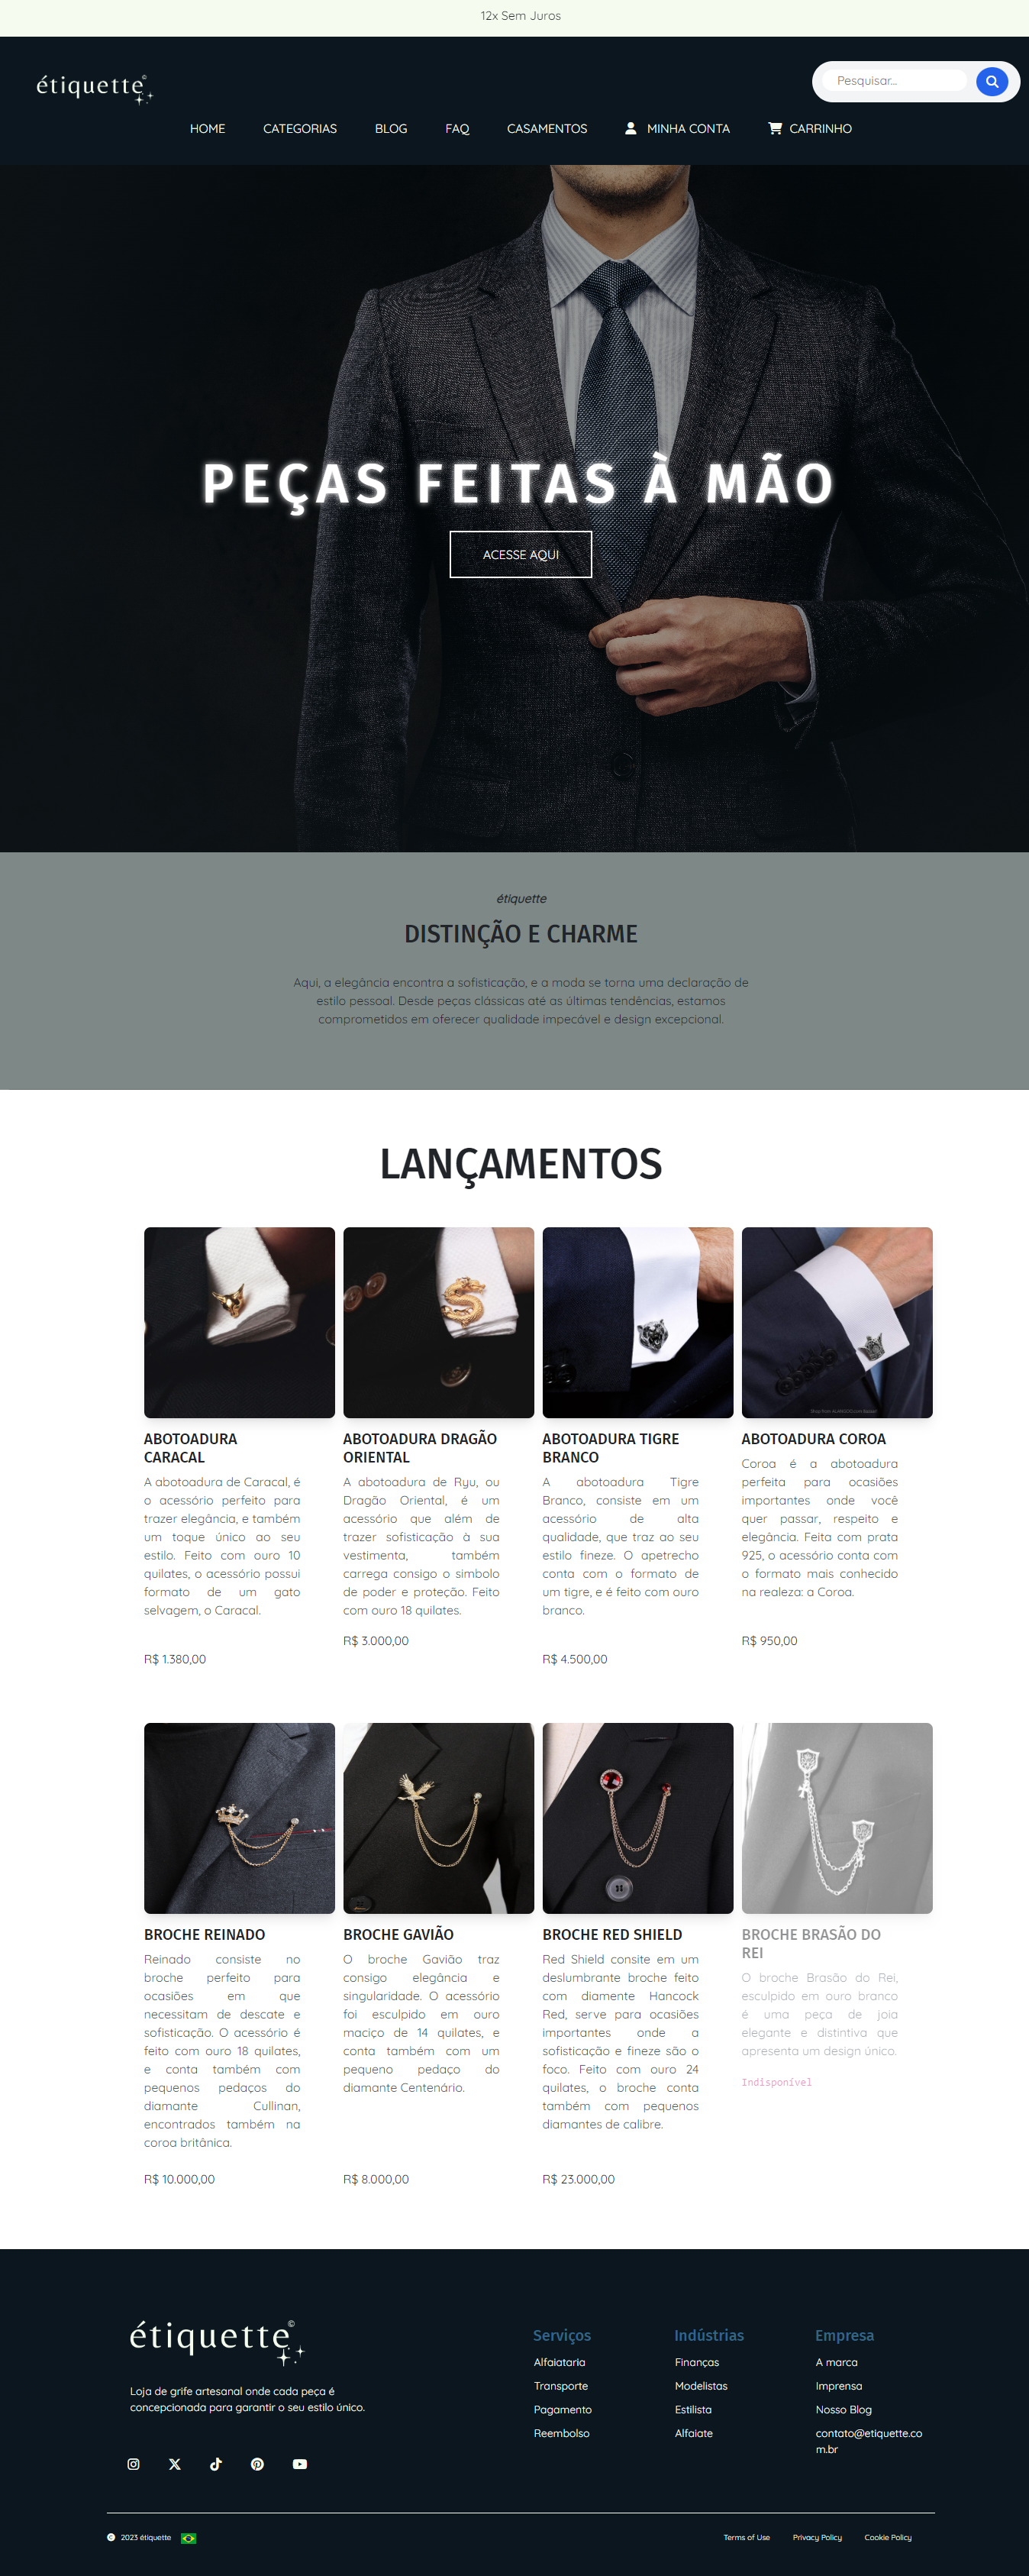 12x Sem Juros
étiquette©
Pesquisar...
HOME CATEGORIAS BLOG FAQ CASAMENTOS MINHA CONTA CARRINHO
PEÇAS FEITAS À MÃO
ACESSE AQUI
étiquette
DISTINÇÃO E CHARME
Aqui, a elegância encontra a sofisticação, e a moda se torna uma declaração de
estilo pessoal. Desde peças clássicas até as últimas tendências, estamos
comprometidos em oferecer qualidade impecável e design excepcional.
LANÇAMENTOS
ABOTOADURA
CARACAL
A abotoadura de Caracal, é
o acessório perfeito para
trazer elegância, e também
um toque único ao seu
estilo. Feito com ouro 10
quilates, o acessório possui
formato de um gato
selvagem, o Caracal.
R$ 1.380,00
ABOTOADURA DRAGÃO
ORIENTAL
A abotoadura de Ryu, ou
Dragão Oriental, é um
acessório que além de
trazer sofisticação à sua
vestimenta, também
carrega consigo o simbolo
de poder e proteção. Feito
com ouro 18 quilates.
R$ 3.000,00
ABOTOADURA TIGRE
BRANCO
A abotoadura Tigre
Branco, consiste em um
acessório de alta
qualidade, que traz ao seu
estilo fineze. O apetrecho
conta com o formato de
um tigre, e é feito com ouro
branco.
R$ 4.500,00
ABOTOADURA COROA
Coroa é a abotoadura
perfeita para ocasiões
importantes onde você
quer passar, respeito e
elegância. Feita com prata
925, o acessório conta com
o formato mais conhecido
na realeza: a Coroa.
R$ 950,00
BROCHE REINADO
Reinado consiste no
broche perfeito para
ocasiões em que
necessitam de descate e
sofisticação. O acessório é
feito com ouro 18 quilates,
e conta também com
pequenos pedaços do
diamante Cullinan,
encontrados também na
coroa britânica.
R$ 10.000,00
BROCHE GAVIÃO
O broche Gavião traz
consigo elegância e
singularidade. O acessório
foi esculpido em ouro
maciço de 14 quilates, e
conta também com um
pequeno pedaço do
diamante Centenário.
R$ 8.000,00
BROCHE RED SHIELD
Red Shield consite em um
deslumbrante broche feito
com diamente Hancock
Red, serve para ocasiões
importantes onde a
sofisticação e fineze são o
foco. Feito com ouro 24
quilates, o broche conta
também com pequenos
diamantes de calibre.
R$ 23.000,00
BROCHE BRASÃO DO
REI
O broche Brasão do Rei,
esculpido em ouro branco
é uma peça de joia
elegante e distintiva que
apresenta um design único.
Indisponível
étiquette©
Loja de grife artesanal onde cada peça é
concepcionada para garantir o seu estilo único.
Serviços
Alfaiataria
Transporte
Pagamento
Reembolso
Indústrias
Finanças
Modelistas
Estilista
Alfaiate
Empresa
A marca
Imprensa
Nosso Blog
contato@etiquette.co
m.br
© 2023 étiquette
Terms of Use Privacy Policy Cookie Policy